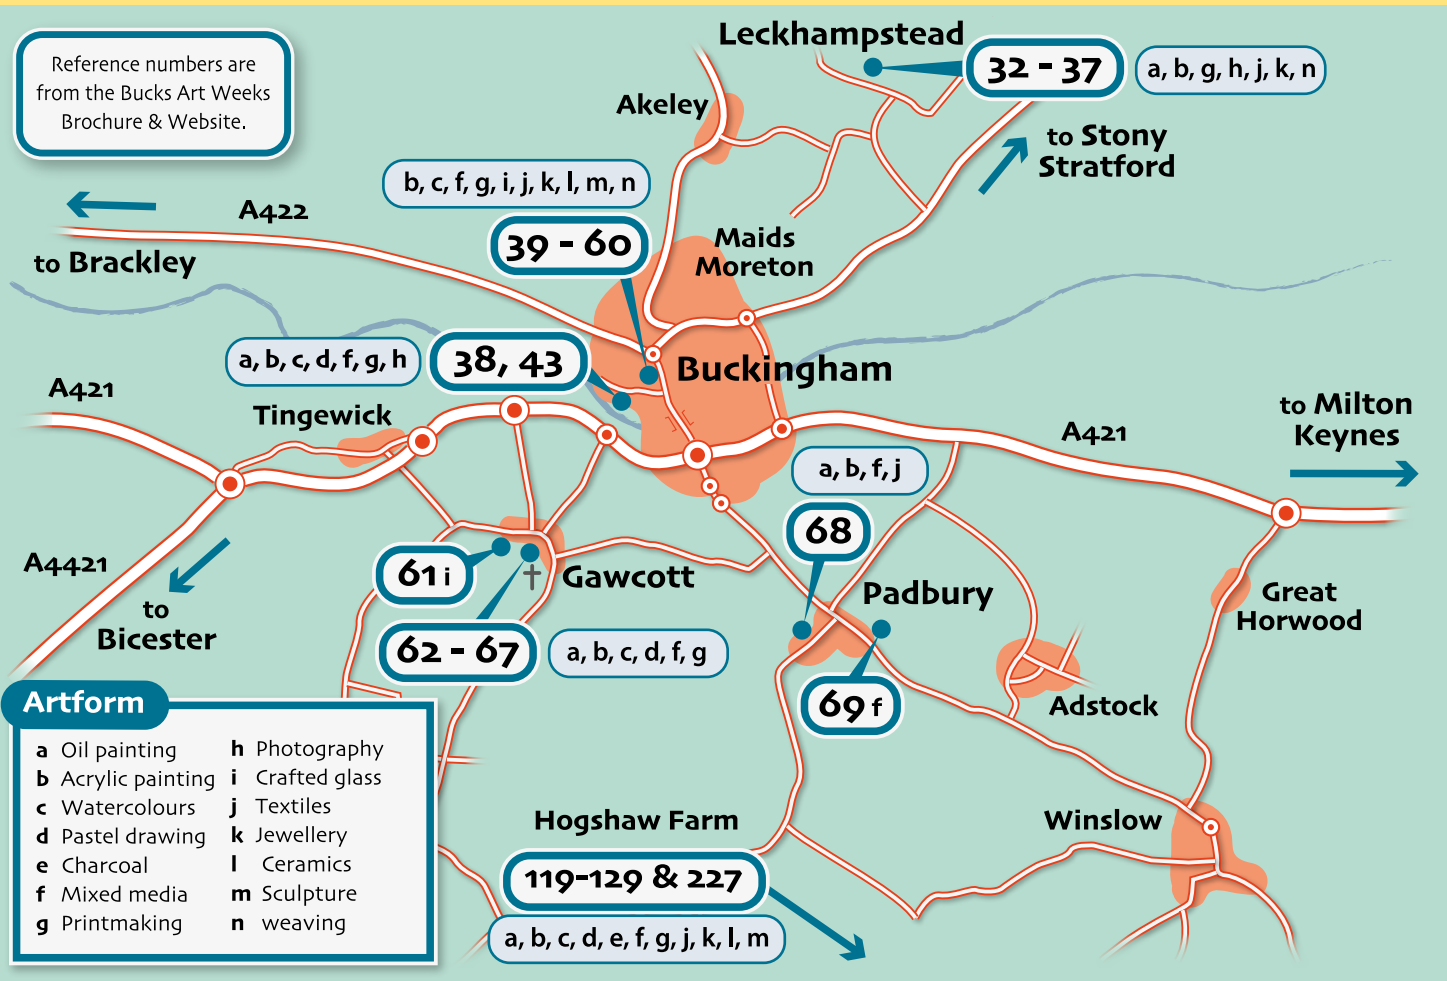 Leckhampstead
32 - 37
a, b, g, h, j, k, n
Reference numbers are
from the Bucks Art Weeks
Brochure & Website.
Akeley
to Stony
Stratford
b, c, f, g, i, j, k, l, m, n
A422
39 - 60
Maids
Moreton
to Brackley
a, b, c, d, f, g, h
38, 43
Buckingham
A421
Tingewick
to Milton
Keynes
A421
a, b, f, j
68
A4421
61 i
Gawcott
Padbury
Great
Horwood
to
Bicester
62 - 67
a, b, c, d, f, g
69 f
Adstock
Artform
a Oil painting
b Acrylic painting
c Watercolours
d Pastel drawing
e Charcoal
f Mixed media
g Printmaking
h Photography
i Crafted glass
j Textiles
k Jewellery
l Ceramics
m Sculpture
n weaving
Hogshaw Farm
119-129 & 227
a, b, c, d, e, f, g, j, k, l, m
Winslow